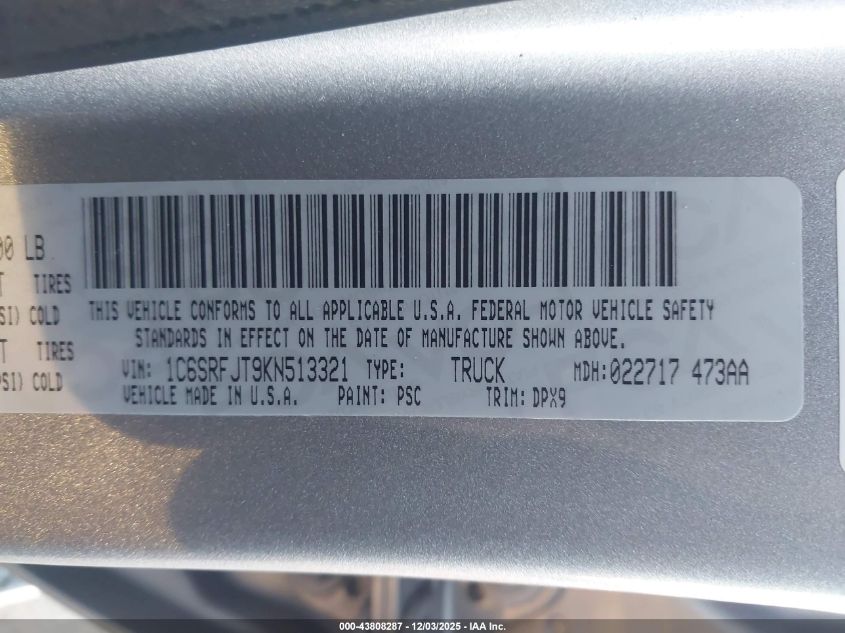 00 LB
T TIRES
SI) COLD
T TIRES
PSI) COLD
THIS VEHICLE CONFORMS TO ALL APPLICABLE U.S.A. FEDERAL MOTOR VEHICLE SAFETY
STANDARDS IN EFFECT ON THE DATE OF MANUFACTURE SHOWN ABOVE.
VIN: 1C6SRFJT9KN513321 TYPE: TRUCK MDH:022717 473AA
VEHICLE MADE IN U.S.A. PAINT: PSC TRIM: DPX9
000-43808287 - 12/03/2025 - IAA Inc.